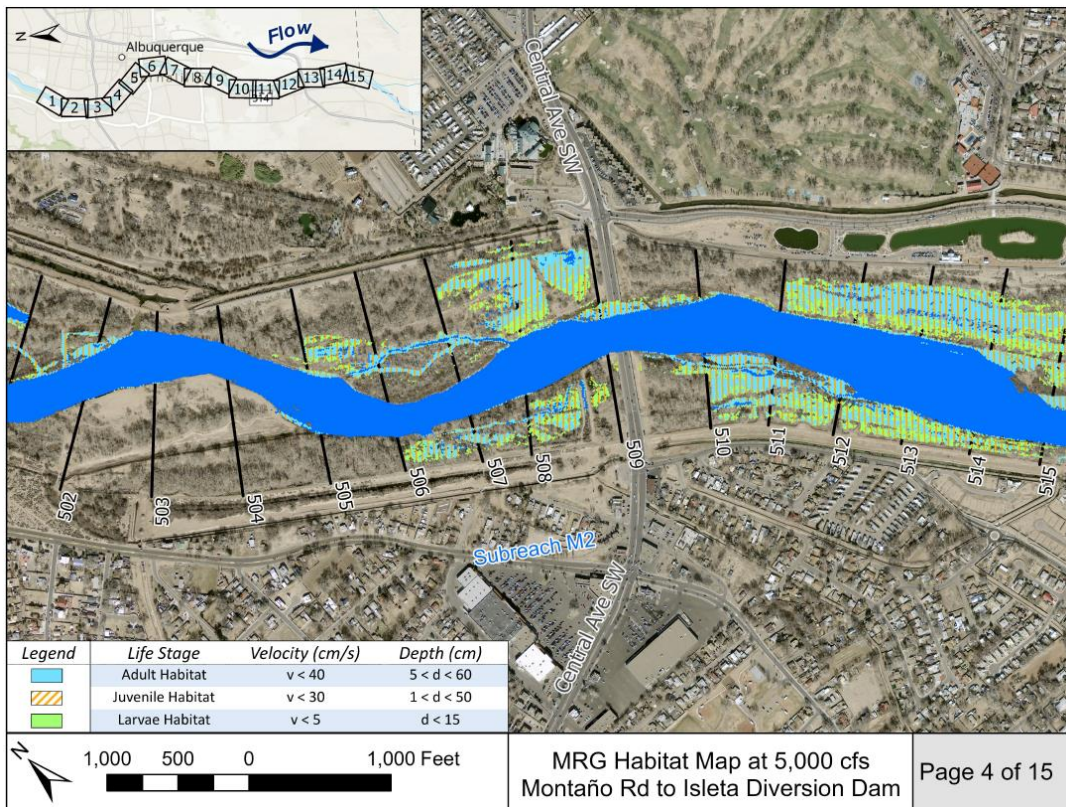 N
Albuquerque
Flow
1
2
3
4
5
6
7
8
9
10
11
12
13
14
15
Central Ave SW
502
503
504
505
506
507
508
509
510
511
512
513
514
515
Subreach M2
Central Ave SW
Legend Life Stage Velocity (cm/s) Depth (cm)
Adult Habitat v < 40 5 < d < 60
Juvenile Habitat v < 30 1 < d < 50
Larvae Habitat v < 5 d < 15
N
1,000 500 0 1,000 Feet
MRG Habitat Map at 5,000 cfs
Montaño Rd to Isleta Diversion Dam
Page 4 of 15